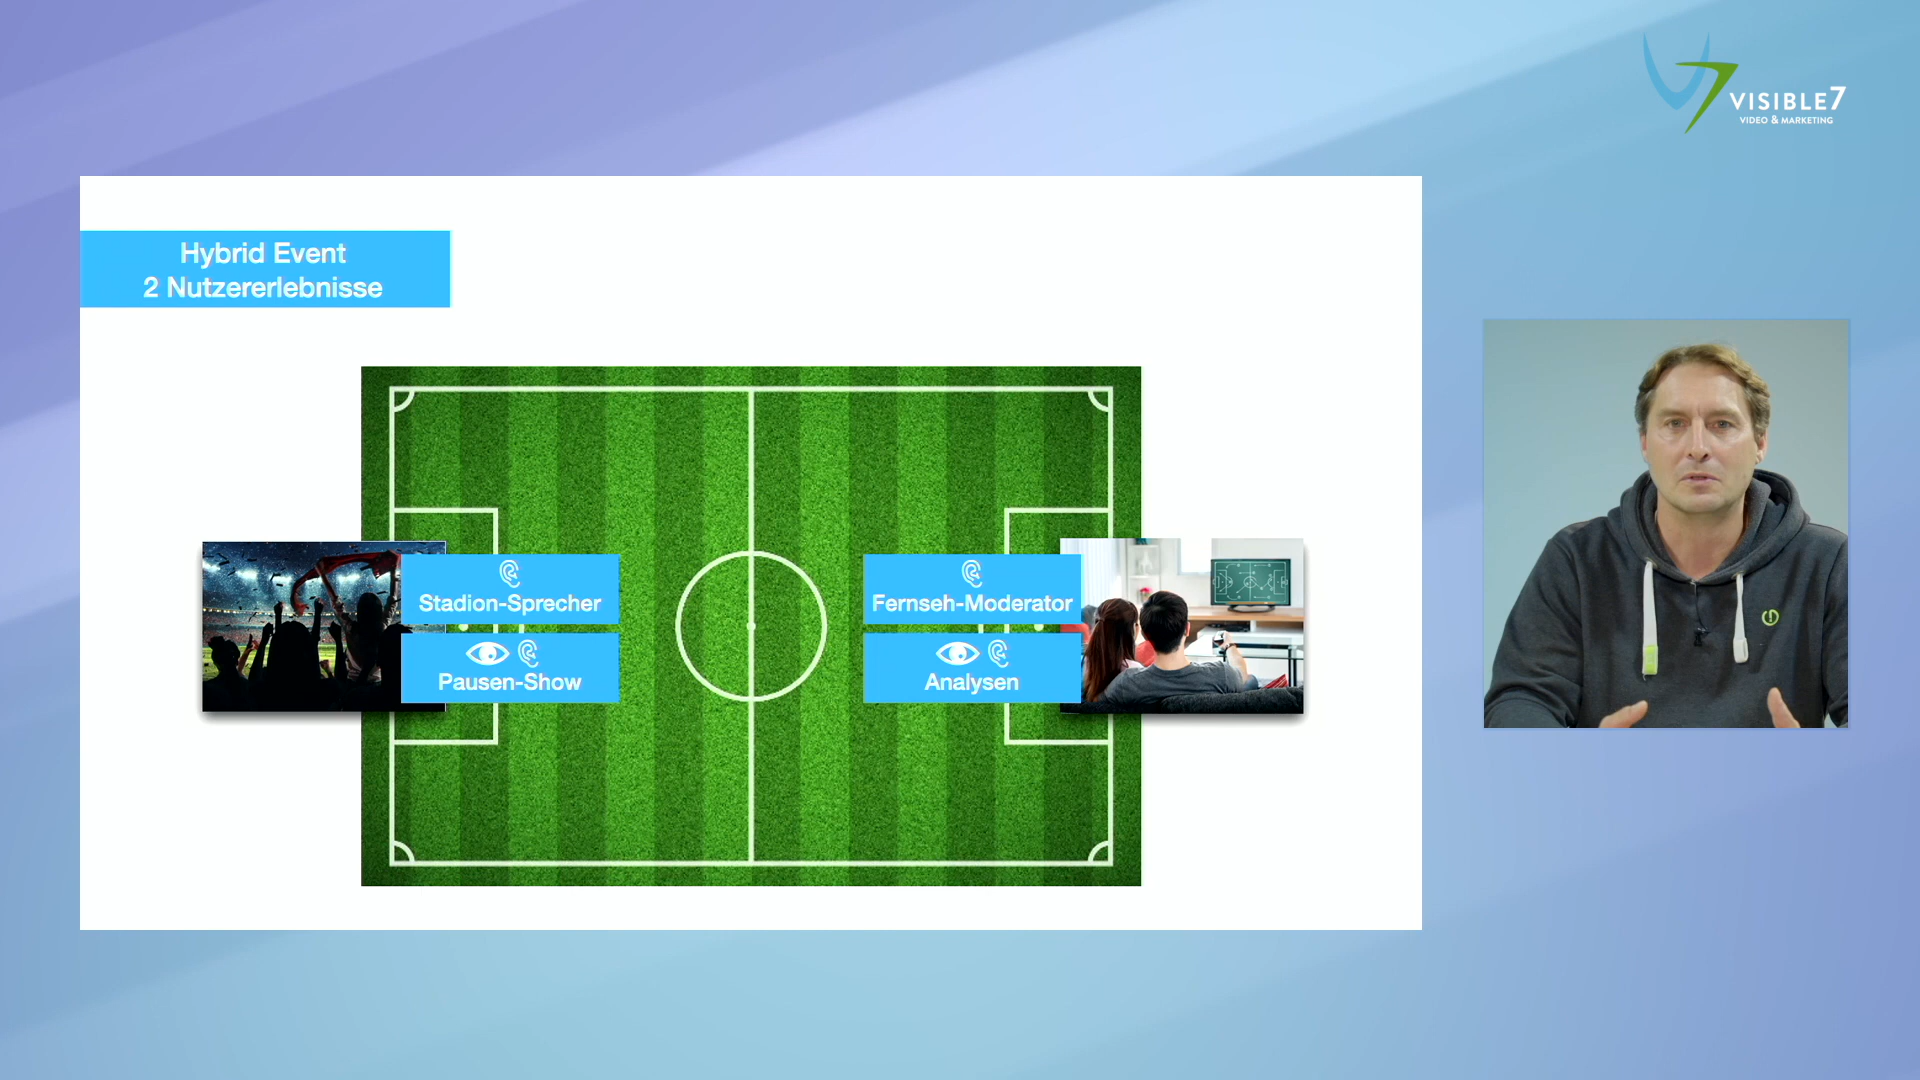 VISIBLE7
VIDEO & MARKETING
Hybrid Event
2 Nutzererlebnisse
Stadion-Sprecher
Pausen-Show
Fernseh-Moderator
Analysen